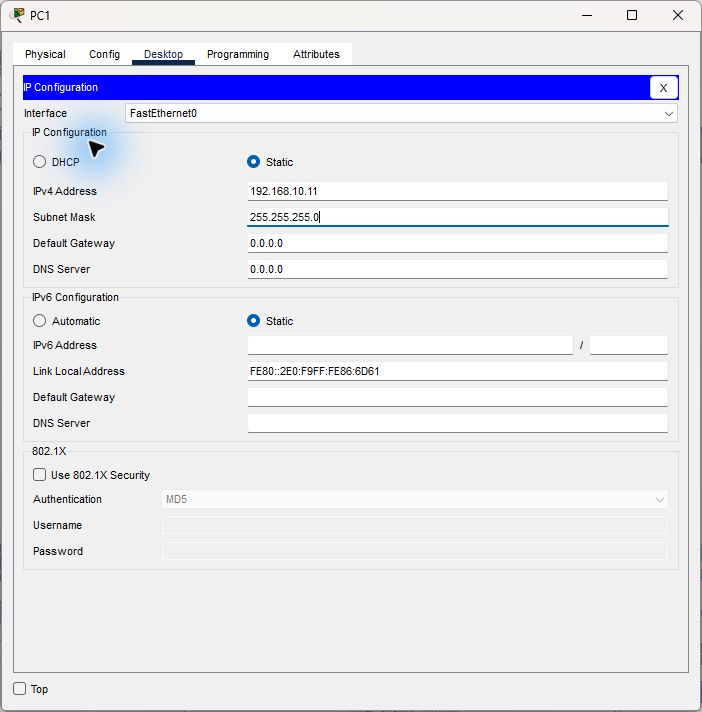 PC1
Physical Config Desktop Programming Attributes
IP Configuration X
Interface FastEthernet0
IP Configuration
DHCP Static
IPv4 Address 192.168.10.11
Subnet Mask 255.255.255.0
Default Gateway 0.0.0.0
DNS Server 0.0.0.0
IPv6 Configuration
Automatic Static
IPv6 Address /
Link Local Address FE80::2E0:F9FF:FE86:6D61
Default Gateway
DNS Server
802.1X
Use 802.1X Security
Authentication MD5
Username
Password
Top